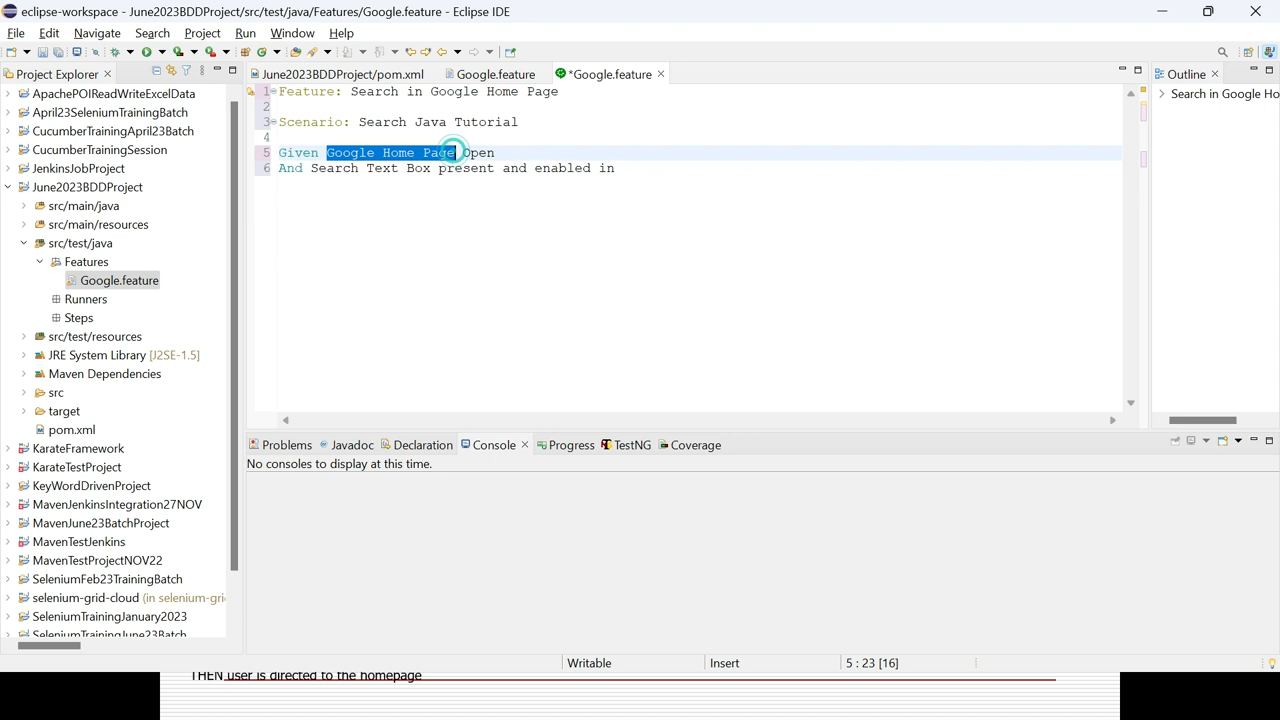 eclipse-workspace - June2023BDDProject/src/test/java/Features/Google.feature - Eclipse IDE
File Edit Navigate Search Project Run Window Help
Project Explorer
ApachePOIReadWriteExcelData
April23SeleniumTrainingBatch
CucumberTrainingApril23Batch
CucumberTrainingSession
JenkinsJobProject
June2023BDDProject
src/main/java
src/main/resources
src/test/java
Features
Google.feature
Runners
Steps
src/test/resources
JRE System Library [J2SE-1.5]
Maven Dependencies
src
target
pom.xml
KarateFramework
KarateTestProject
KeyWordDrivenProject
MavenJenkinsIntegration27NOV
MavenJune23BatchProject
MavenTestJenkins
MavenTestProjectNOV22
SeleniumFeb23TrainingBatch
selenium-grid-cloud (in selenium-gri
SeleniumTrainingJanuary2023
SeleniumTrainingJune23Batch
June2023BDDProject/pom.xml Google.feature *Google.feature
1 Feature: Search in Google Home Page
2
3 Scenario: Search Java Tutorial
4
5 Given Google Home Page Open
6 And Search Text Box present and enabled in
Outline
Search in Google Ho
Problems Javadoc Declaration Console Progress TestNG Coverage
No consoles to display at this time.
Writable Insert 5 : 23 [16]
THEN user is directed to the homepage